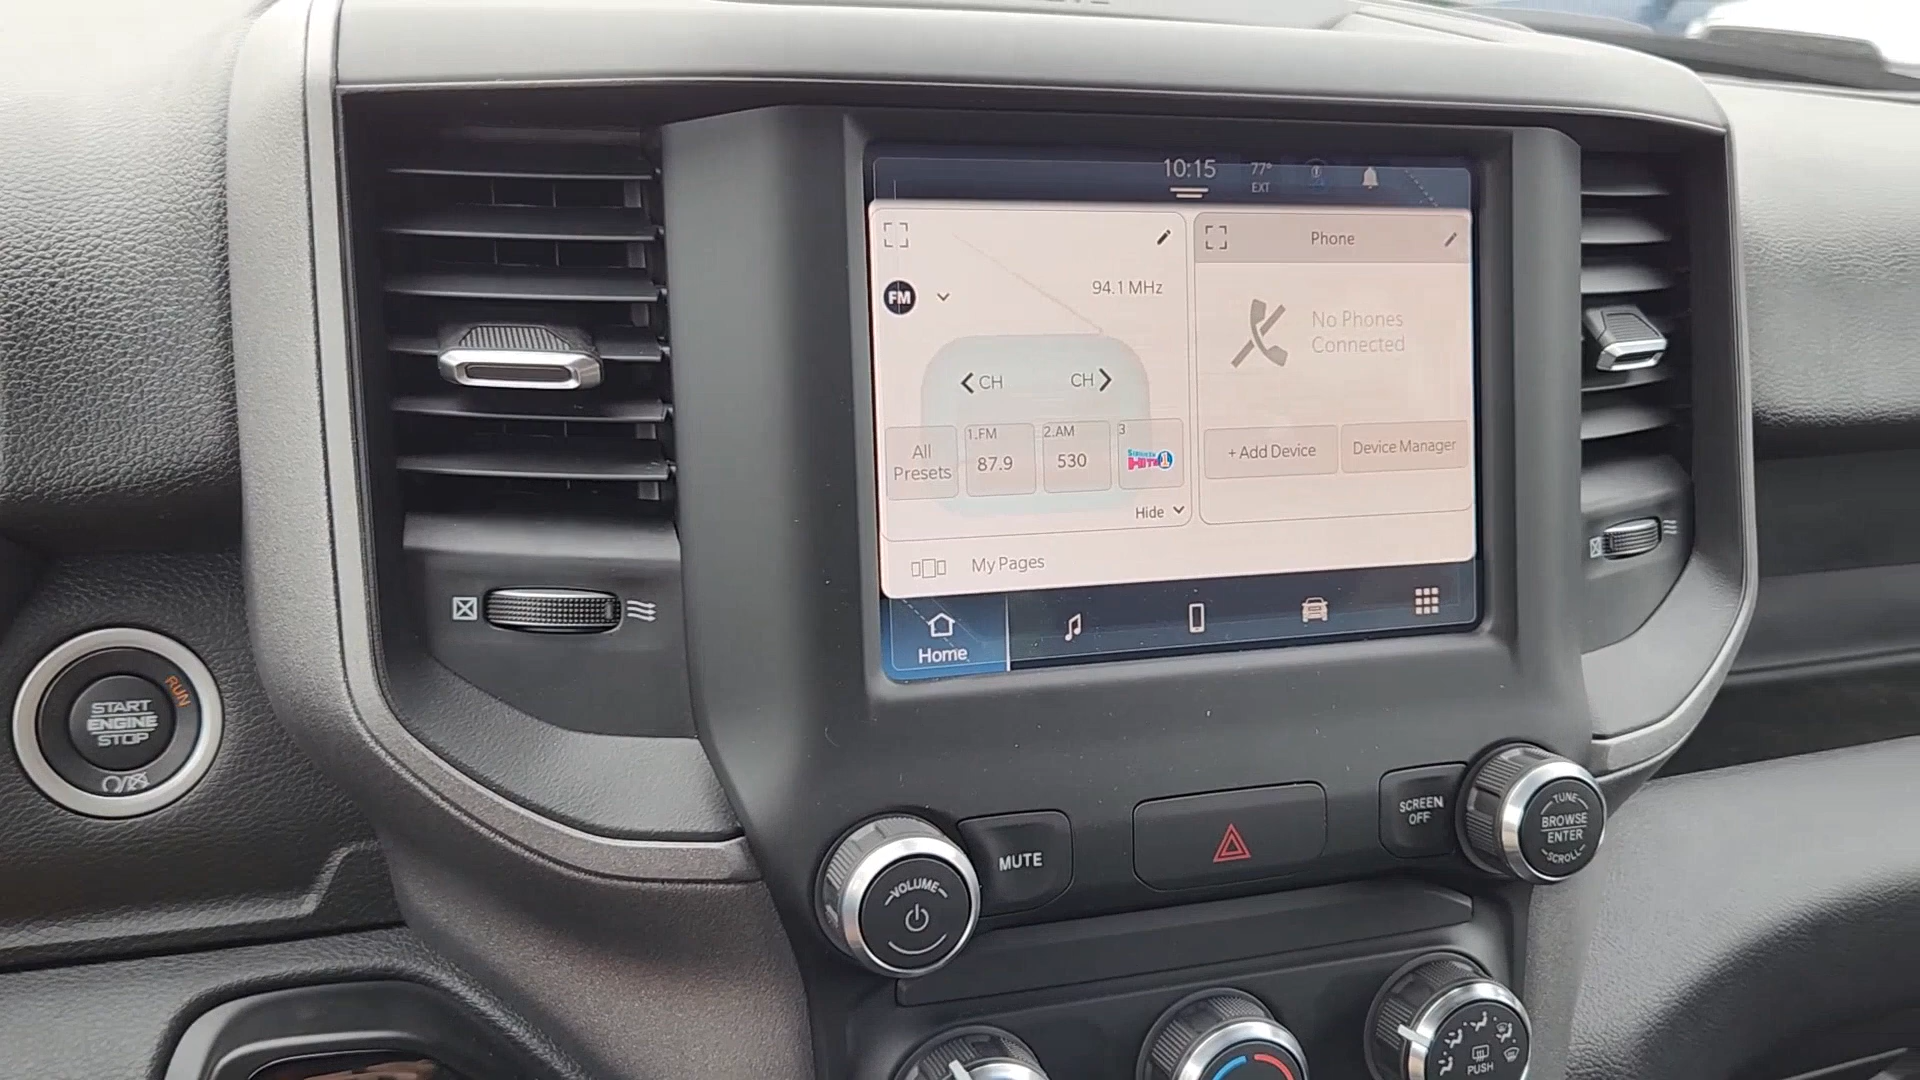 10:15
77°
EXT
94.1 MHz
FM
CH
CH
All
Presets
1.FM
87.9
2.AM
530
3
HITS 1
Hide
My Pages
Phone
No Phones
Connected
+ Add Device
Device Manager
Home
RUN
START
ENGINE
STOP
VOLUME
MUTE
SCREEN
OFF
TUNE
BROWSE
ENTER
SCROLL
PUSH